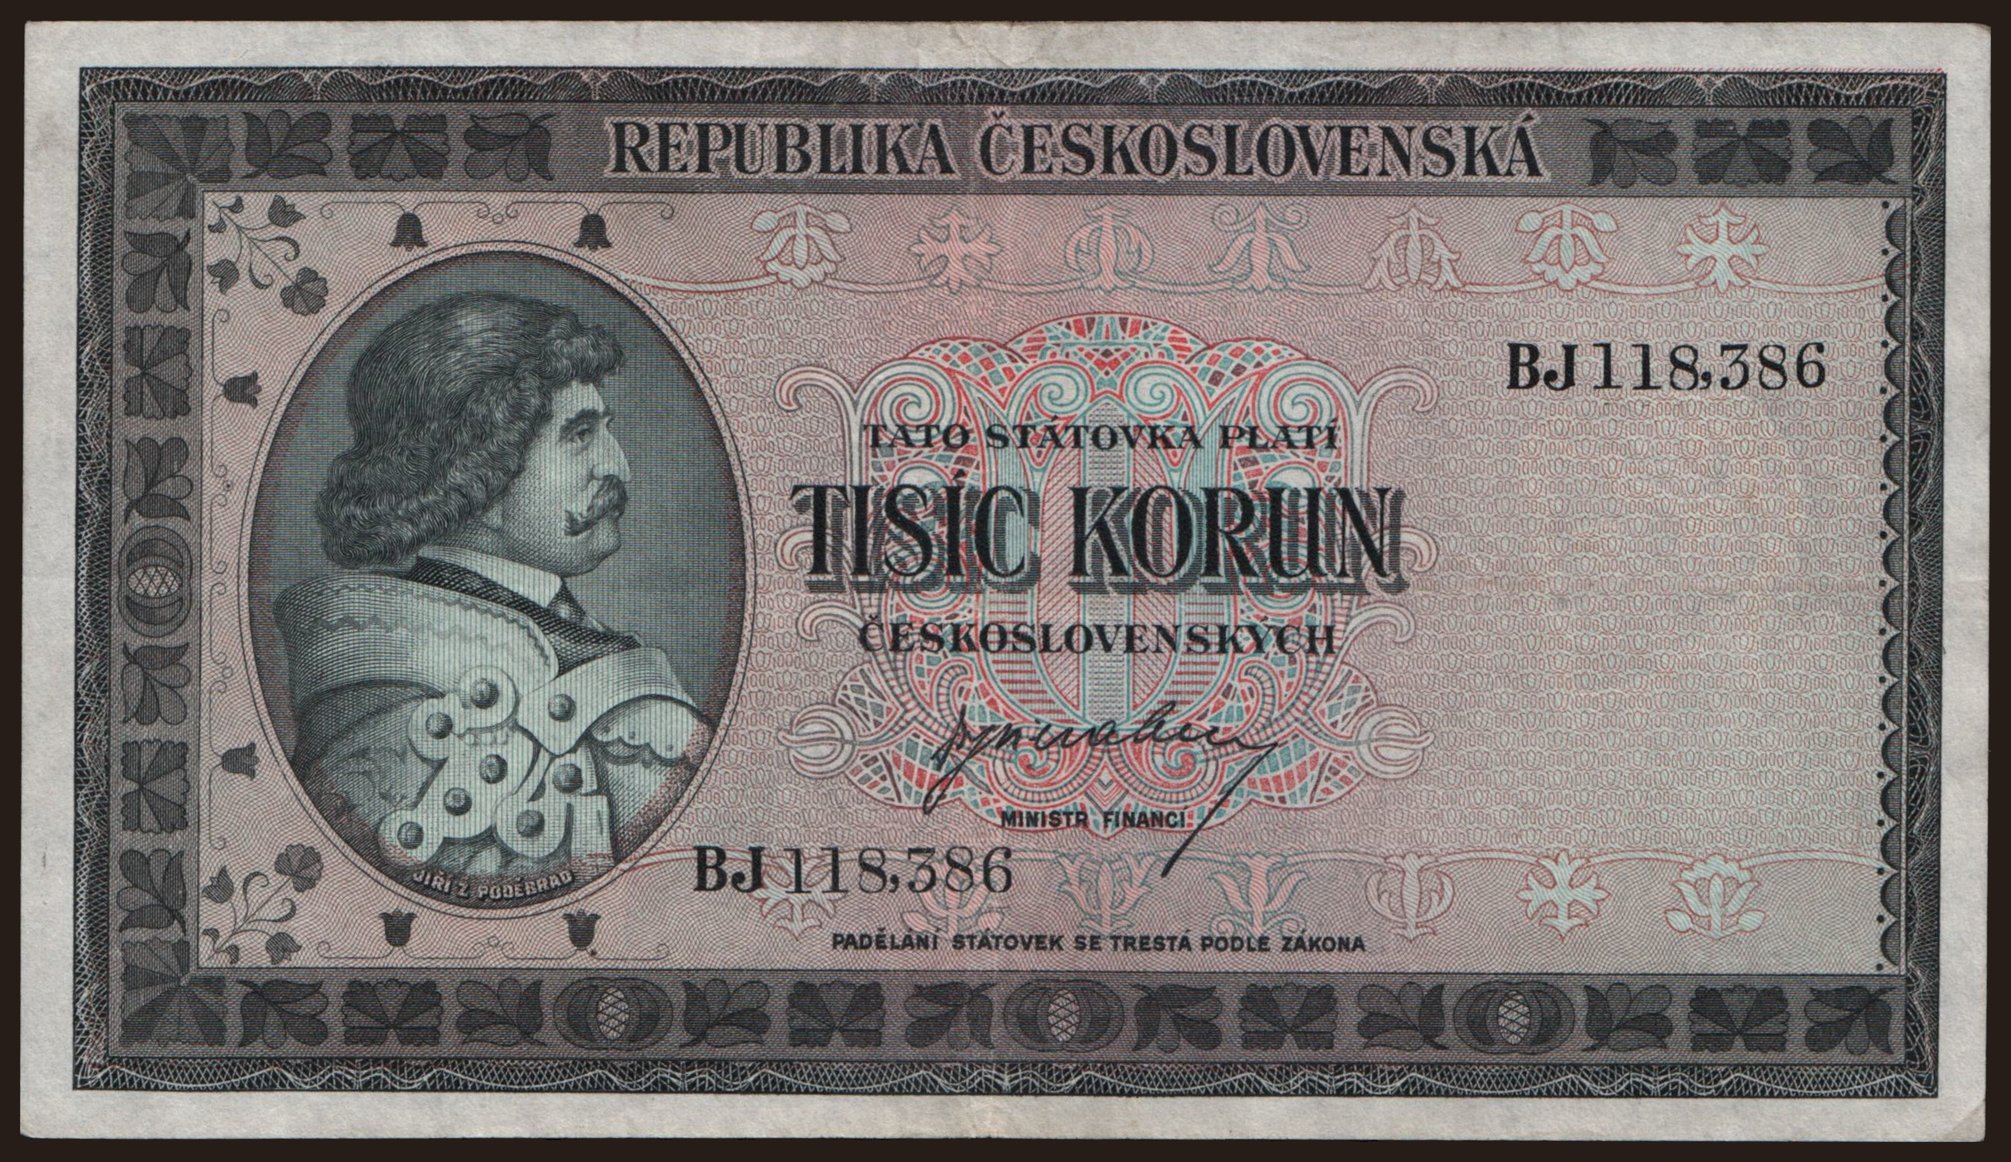 REPUBLIKA ČESKOSLOVENSKÁ
BJ 118,386
TATO STÁTOVKA PLATÍ
TISÍC KORUN
ČESKOSLOVENSKÝCH
MINISTR FINANCÍ:
BJ 118,386
JIŘÍ Z PODĚBRAD
PADĚLÁNÍ STÁTOVEK SE TRESTÁ PODLE ZÁKONA